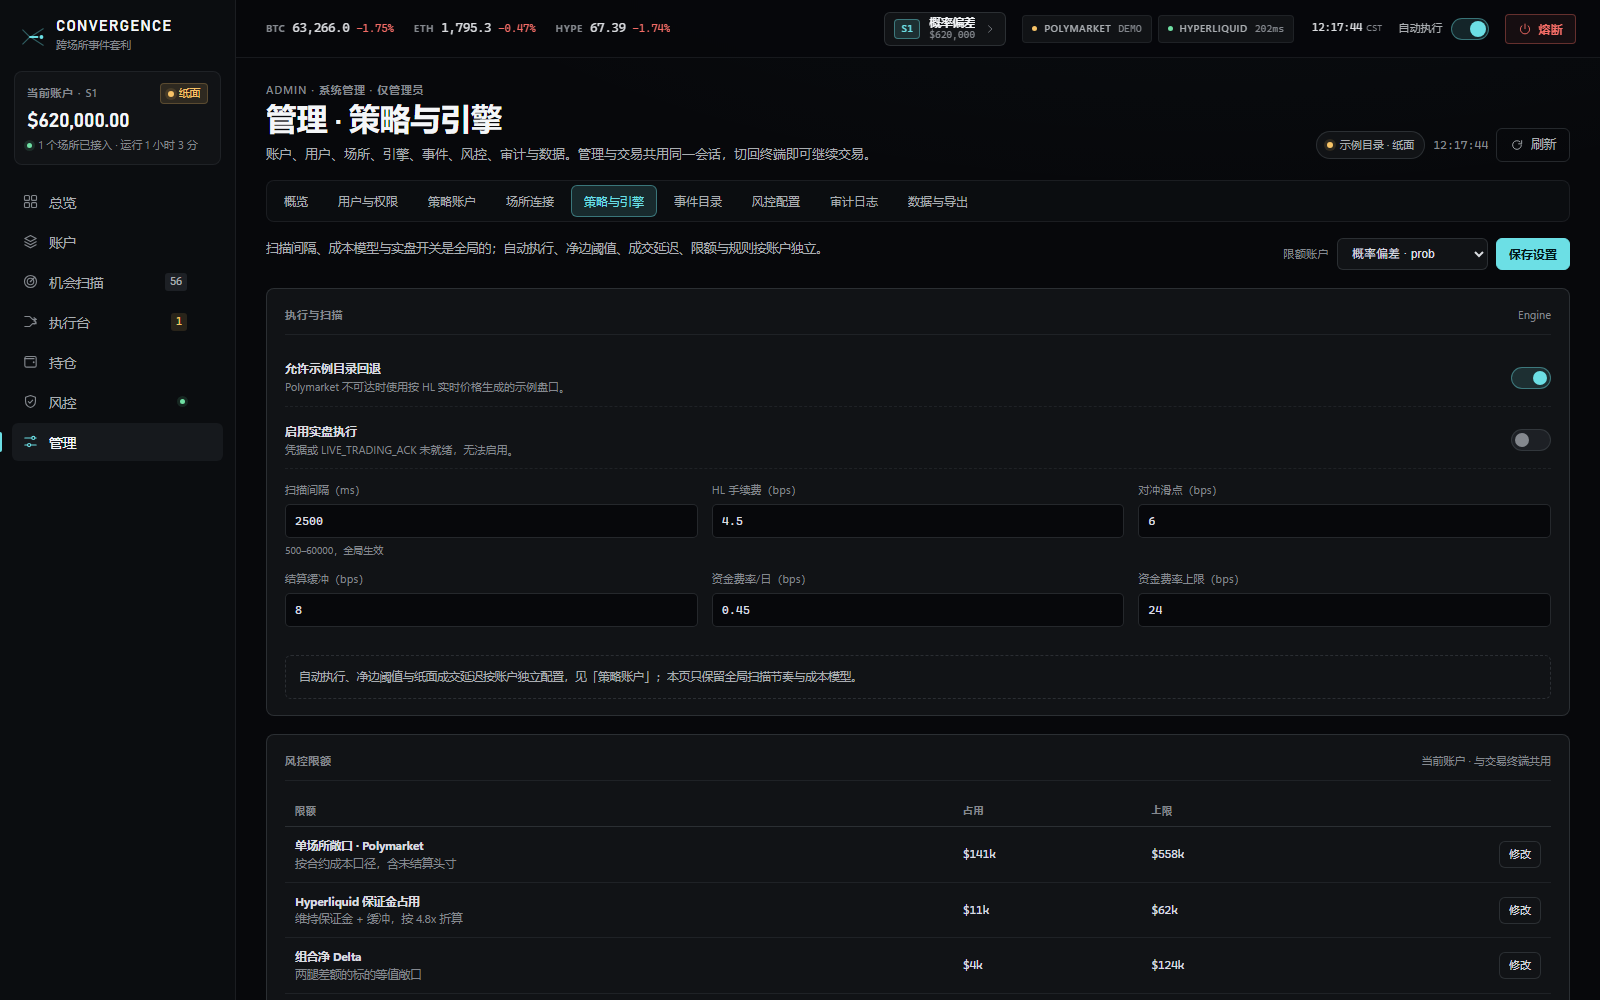 CONVERGENCE
跨场所事件套利
BTC 63,266.0 -1.75% ETH 1,795.3 -0.47% HYPE 67.39 -1.74%
S1 概率偏差 $620,000
POLYMARKET DEMO
HYPERLIQUID 202ms
12:17:44 CST
自动执行
熔断
当前账户 · S1
纸面
$620,000.00
1 个场所已接入 · 运行 1 小时 3 分
总览
账户
机会扫描 56
执行台 1
持仓
风控
管理
ADMIN · 系统管理 · 仅管理员
管理 · 策略与引擎
账户、用户、场所、引擎、事件、风控、审计与数据。管理与交易共用同一会话，切回终端即可继续交易。
示例目录 · 纸面
12:17:44
刷新
概览 用户与权限 策略账户 场所连接 策略与引擎 事件目录 风控配置 审计日志 数据与导出
扫描间隔、成本模型与实盘开关是全局的；自动执行、净边阈值、成交延迟、限额与规则按账户独立。
限额账户
概率偏差 · prob
保存设置
执行与扫描
Engine
允许示例目录回退
Polymarket 不可达时使用按 HL 实时价格生成的示例盘口。
启用实盘执行
凭据或 LIVE_TRADING_ACK 未就绪，无法启用。
扫描间隔（ms） HL 手续费（bps） 对冲滑点（bps）
2500 4.5 6
500–60000，全局生效
结算缓冲（bps） 资金费率/日（bps） 资金费率上限（bps）
8 0.45 24
自动执行、净边阈值与纸面成交延迟按账户独立配置，见「策略账户」；本页只保留全局扫描节奏与成本模型。
风控限额
当前账户 · 与交易终端共用
限额 占用 上限
单场所敞口 · Polymarket
按合约成本口径，含未结算头寸
$141k $558k 修改
Hyperliquid 保证金占用
维持保证金 + 缓冲，按 4.8x 折算
$11k $62k 修改
组合净 Delta
两腿差额的标的等值敞口
$4k $124k 修改